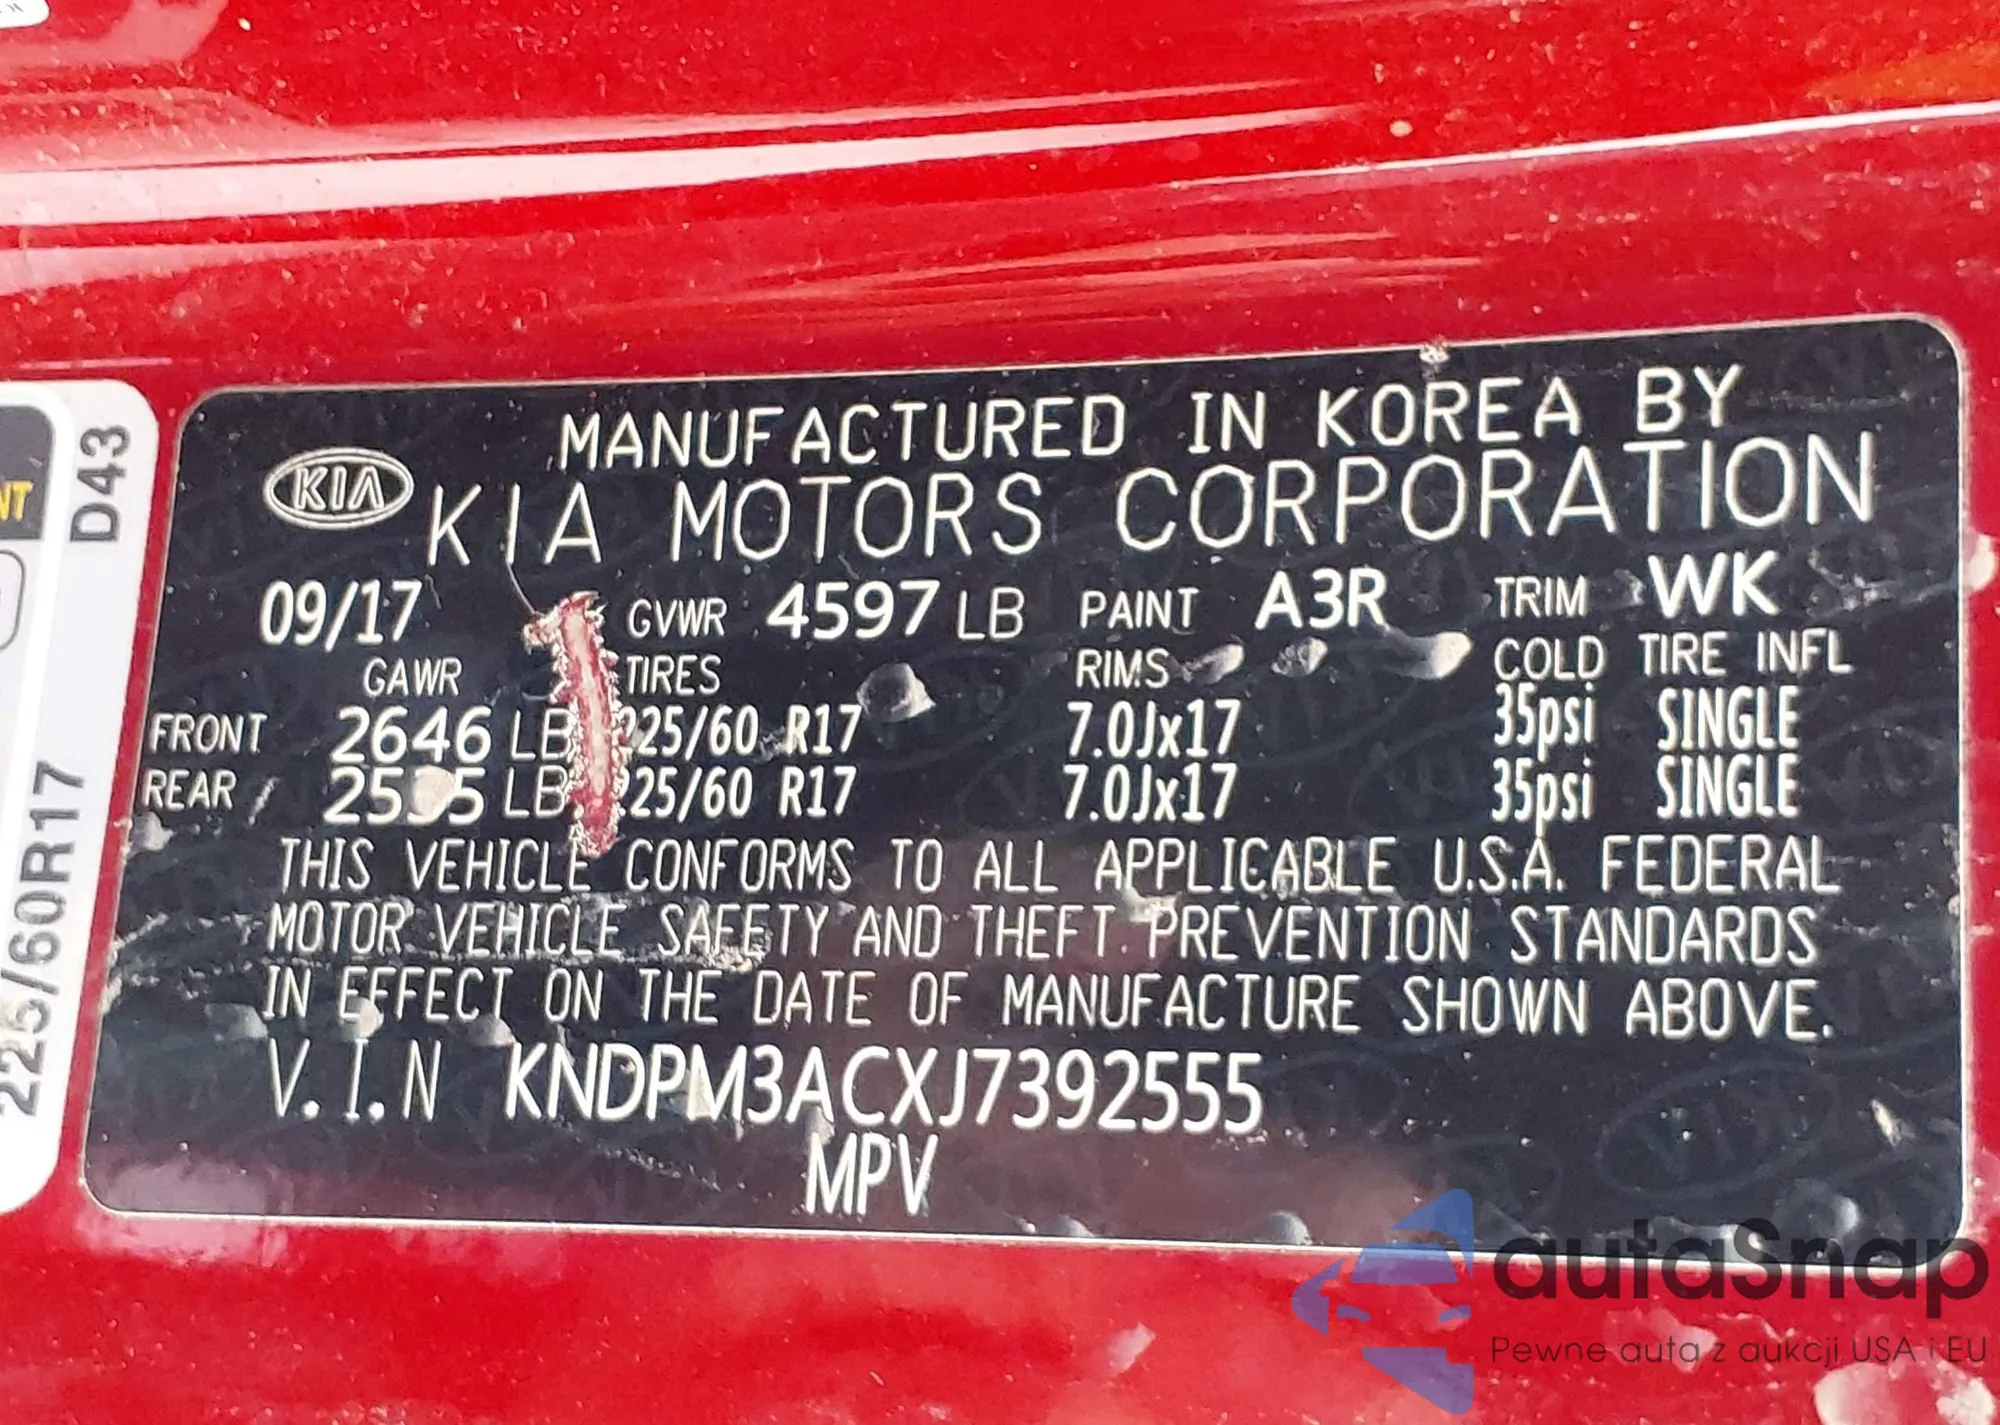 NT
D43
225/60R17
KIA
MANUFACTURED IN KOREA BY
KIA MOTORS CORPORATION
09/17 GVWR 4597 LB PAINT A3R TRIM WK
GAWR TIRES RIMS COLD TIRE INFL
FRONT 2646 LB 225/60 R17 7.0Jx17 35psi SINGLE
REAR LB 225/60 R17 7.0Jx17 35psi SINGLE
THIS VEHICLE CONFORMS TO ALL APPLICABLE U.S.A. FEDERAL
MOTOR VEHICLE SAFETY AND THEFT PREVENTION STANDARDS
IN EFFECT ON THE DATE OF MANUFACTURE SHOWN ABOVE.
V.I.N KNDPM3ACXJ7392555
MPV
autaSnap
Pewne auta z aukcji USA i EU